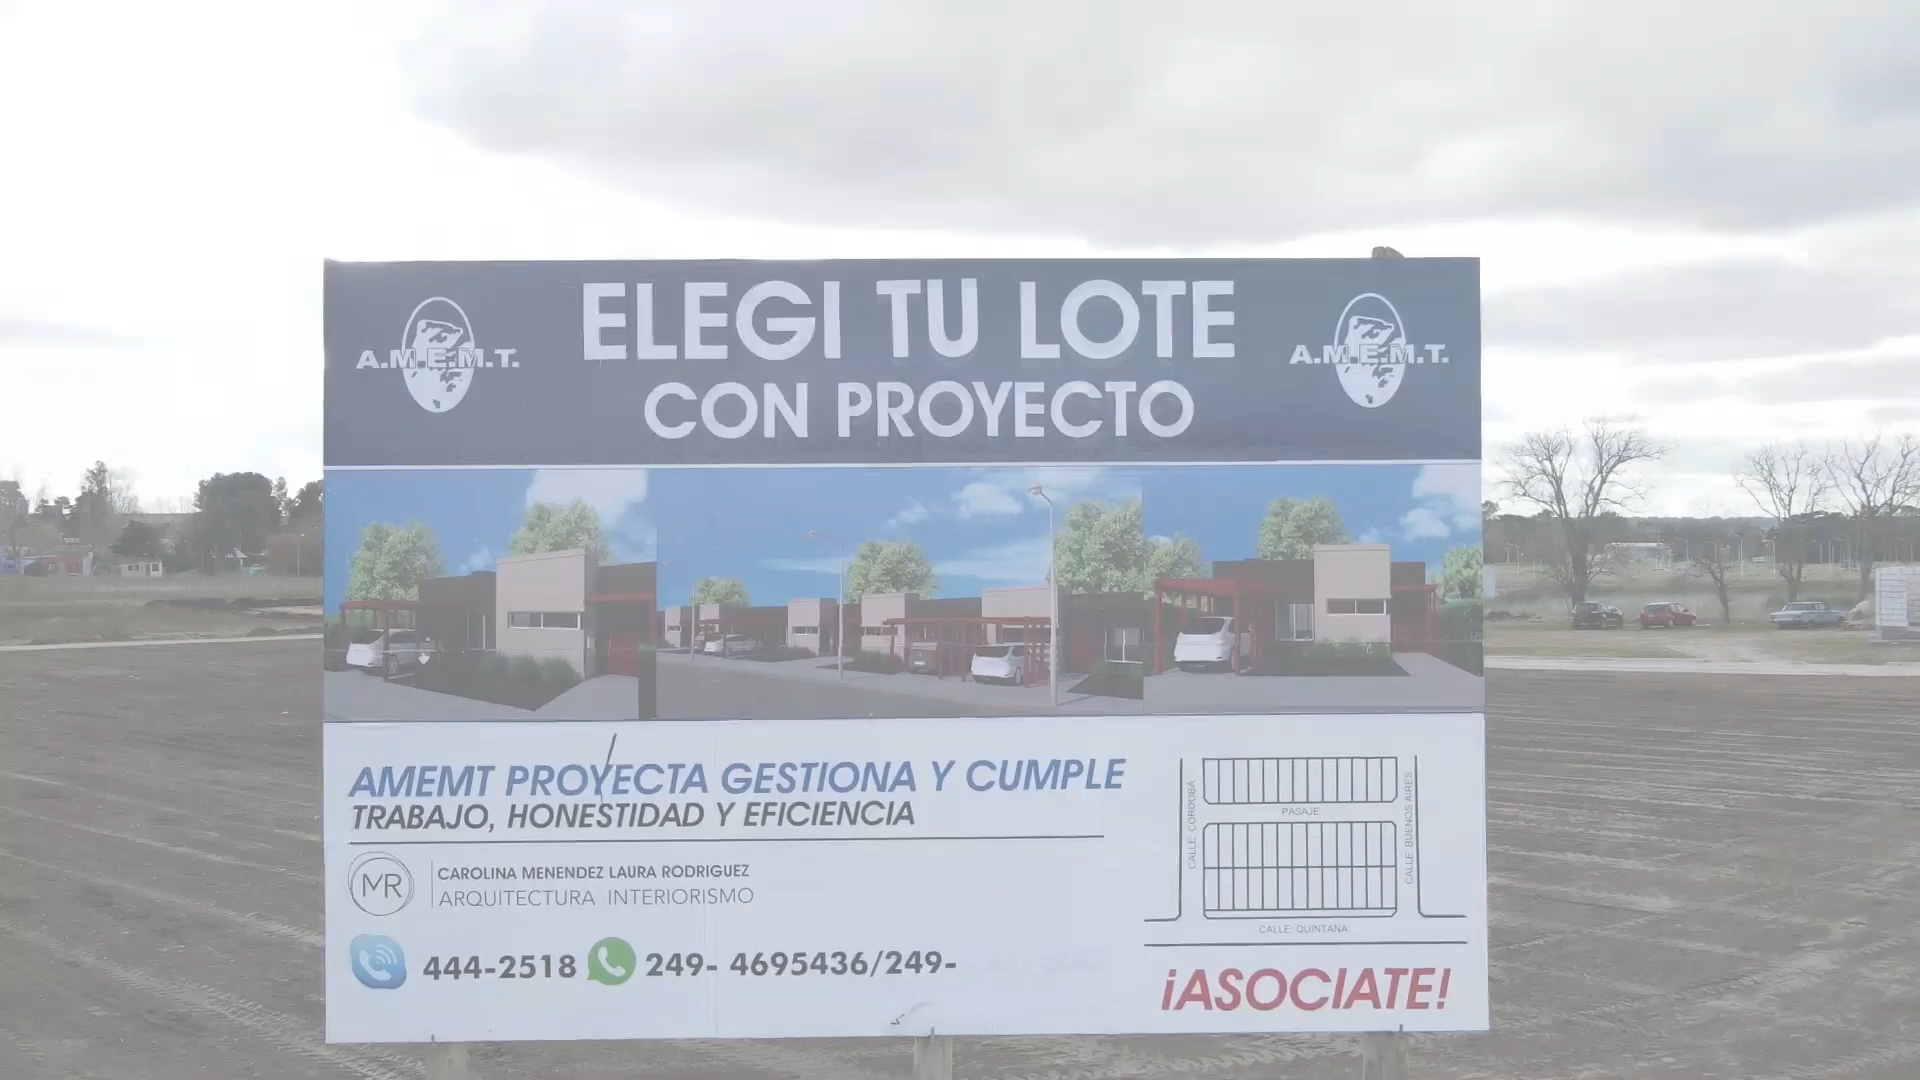 A.M.E.M.T.
ELEGI TU LOTE
CON PROYECTO
A.M.E.M.T.
AMEMT PROYECTA GESTIONA Y CUMPLE
TRABAJO, HONESTIDAD Y EFICIENCIA
MR
CAROLINA MENENDEZ LAURA RODRIGUEZ
ARQUITECTURA INTERIORISMO
444-2518
249- 4695436/249-
CALLE CORDOBA
PASAJE
CALLE BUENOS AIRES
CALLE QUINTANA
¡ASOCIATE!